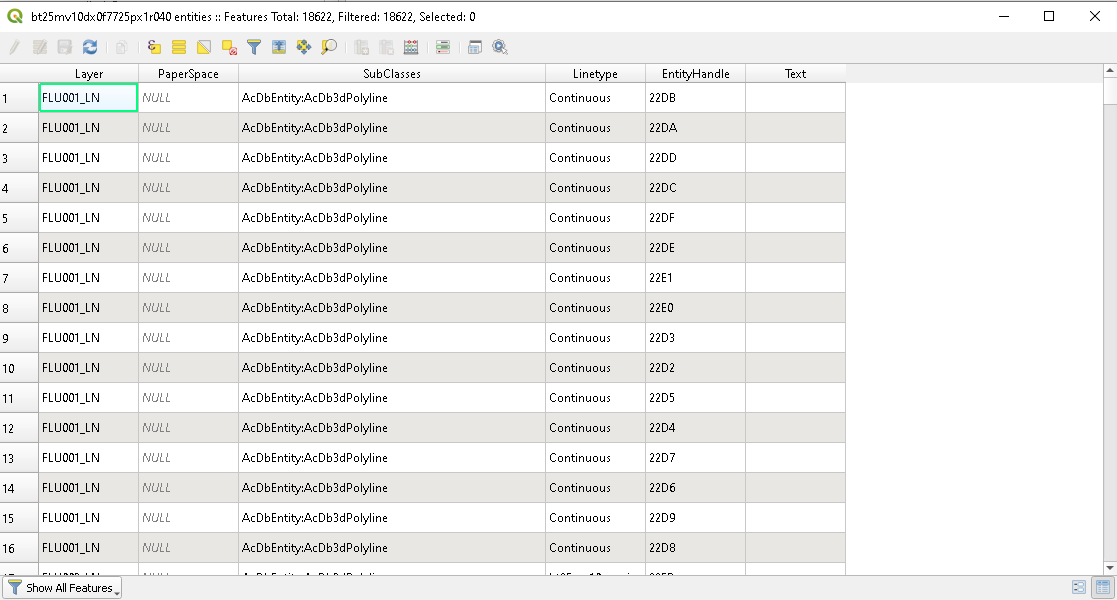 bt25mv10dx0f7725px1r040 entities :: Features Total: 18622, Filtered: 18622, Selected: 0
Layer PaperSpace SubClasses Linetype EntityHandle Text
1 FLU001_LN NULL AcDbEntity:AcDb3dPolyline Continuous 22DB
2 FLU001_LN NULL AcDbEntity:AcDb3dPolyline Continuous 22DA
3 FLU001_LN NULL AcDbEntity:AcDb3dPolyline Continuous 22DD
4 FLU001_LN NULL AcDbEntity:AcDb3dPolyline Continuous 22DC
5 FLU001_LN NULL AcDbEntity:AcDb3dPolyline Continuous 22DF
6 FLU001_LN NULL AcDbEntity:AcDb3dPolyline Continuous 22DE
7 FLU001_LN NULL AcDbEntity:AcDb3dPolyline Continuous 22E1
8 FLU001_LN NULL AcDbEntity:AcDb3dPolyline Continuous 22E0
9 FLU001_LN NULL AcDbEntity:AcDb3dPolyline Continuous 22D3
10 FLU001_LN NULL AcDbEntity:AcDb3dPolyline Continuous 22D2
11 FLU001_LN NULL AcDbEntity:AcDb3dPolyline Continuous 22D5
12 FLU001_LN NULL AcDbEntity:AcDb3dPolyline Continuous 22D4
13 FLU001_LN NULL AcDbEntity:AcDb3dPolyline Continuous 22D7
14 FLU001_LN NULL AcDbEntity:AcDb3dPolyline Continuous 22D6
15 FLU001_LN NULL AcDbEntity:AcDb3dPolyline Continuous 22D9
16 FLU001_LN NULL AcDbEntity:AcDb3dPolyline Continuous 22D8
Show All Features